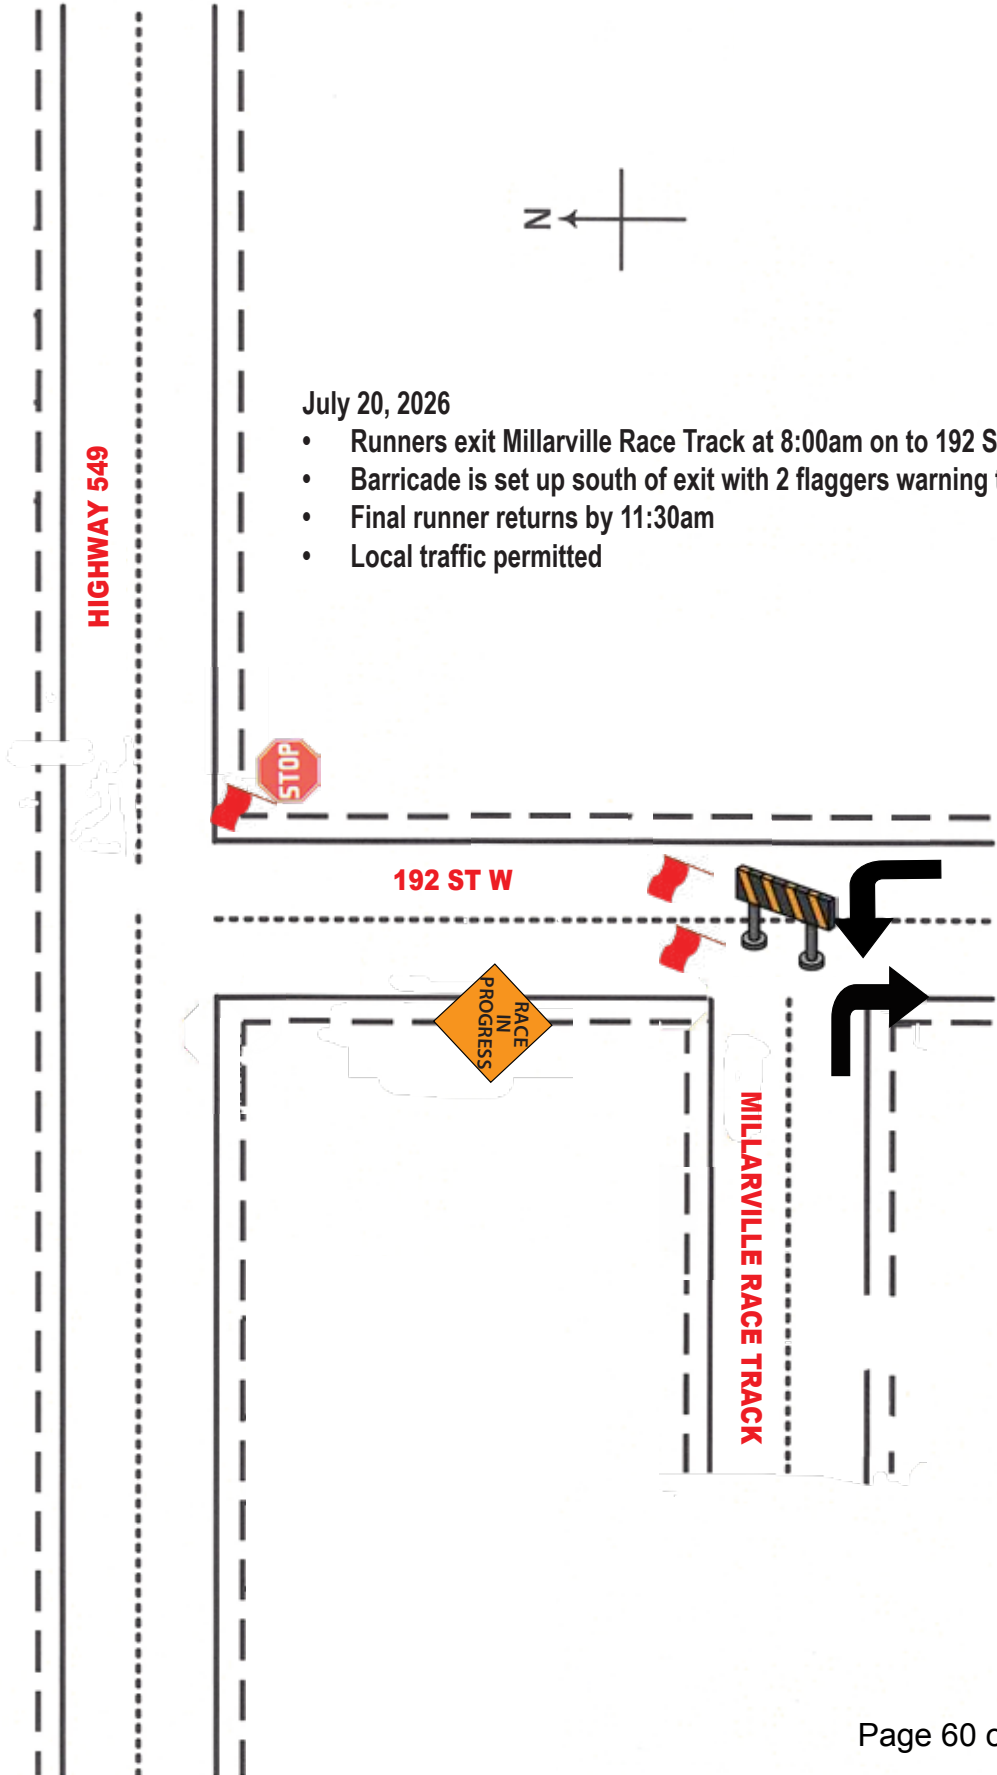 N
July 20, 2026
• Runners exit Millarville Race Track at 8:00am on to 192 S
• Barricade is set up south of exit with 2 flaggers warning
• Final runner returns by 11:30am
• Local traffic permitted
HIGHWAY 549
STOP
192 ST W
RACE
IN
PROGRESS
MILLARVILLE RACE TRACK
Page 60